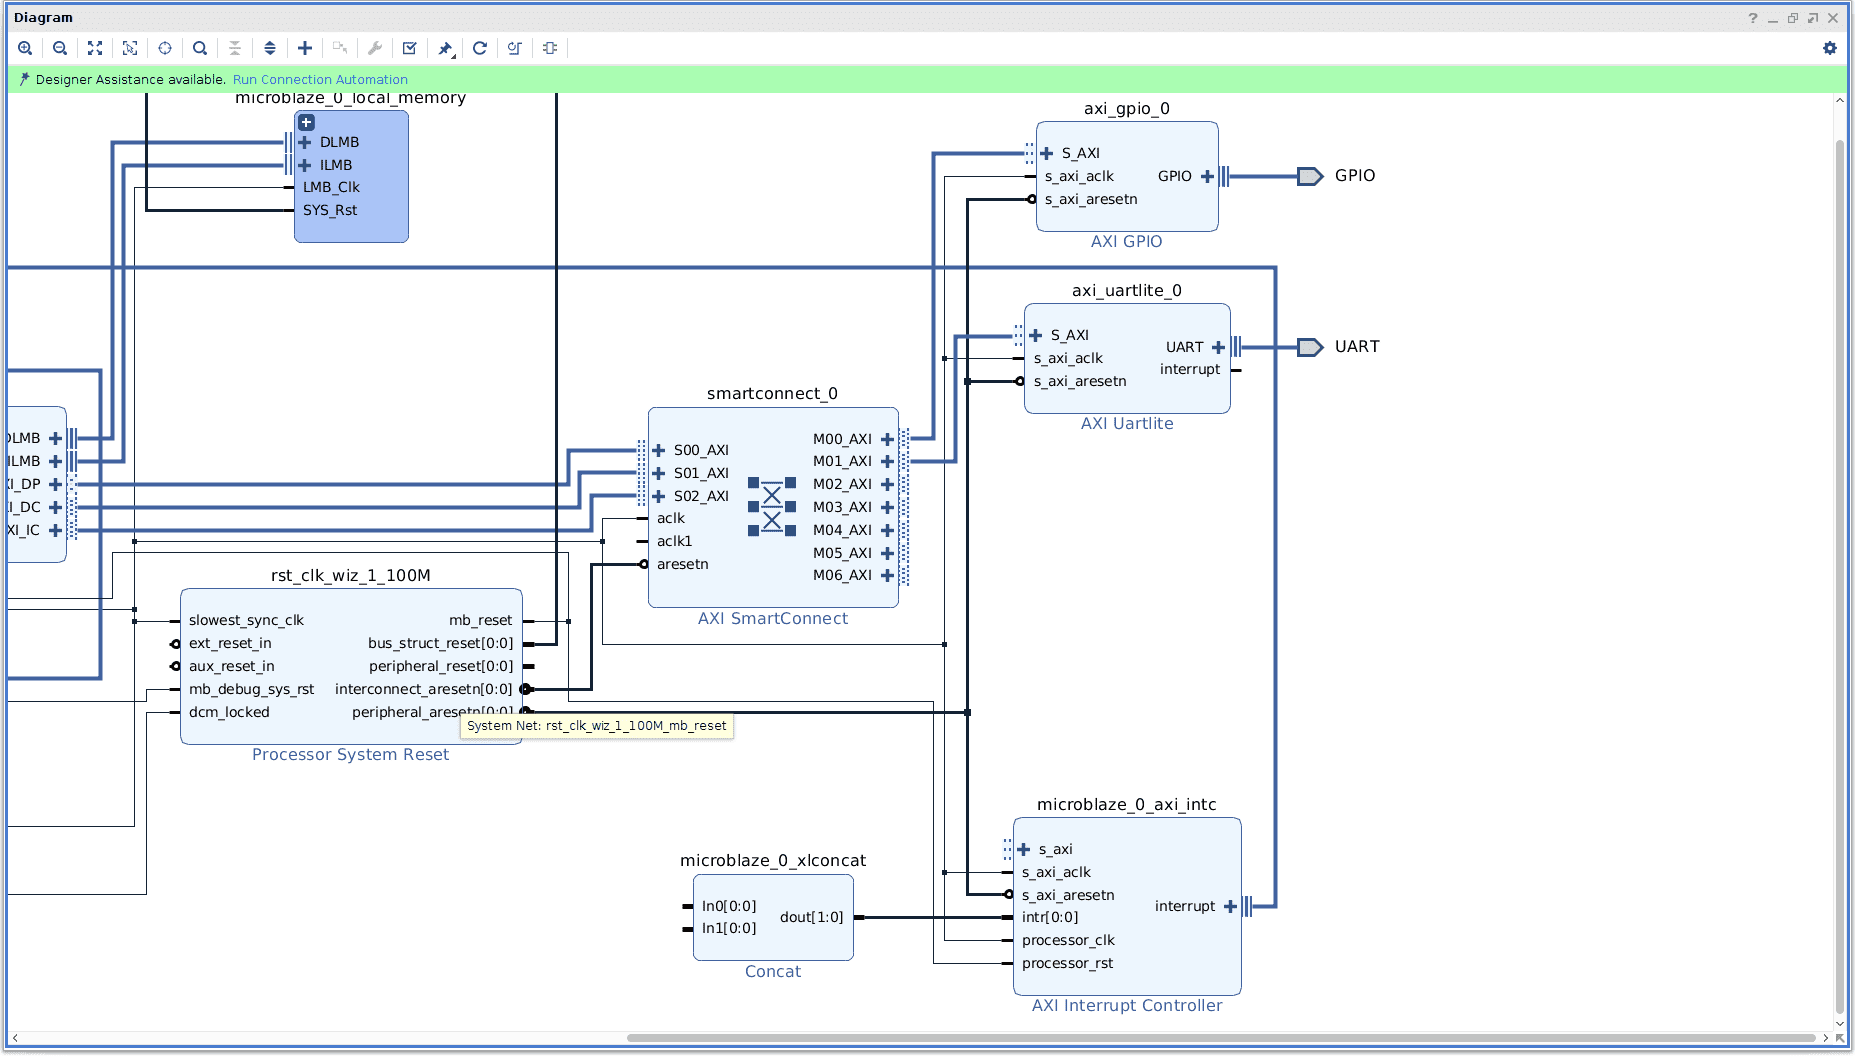 Diagram
Designer Assistance available. Run Connection Automation
microblaze_0_local_memory
DLMB
ILMB
LMB_Clk
SYS_Rst
axi_gpio_0
S_AXI
s_axi_aclk
s_axi_aresetn
GPIO
AXI GPIO
GPIO
axi_uartlite_0
S_AXI
s_axi_aclk
s_axi_aresetn
UART
interrupt
AXI Uartlite
UART
DLMB
ILMB
XI_DP
XI_DC
XI_IC
smartconnect_0
S00_AXI
S01_AXI
S02_AXI
aclk
aclk1
aresetn
M00_AXI
M01_AXI
M02_AXI
M03_AXI
M04_AXI
M05_AXI
M06_AXI
AXI SmartConnect
rst_clk_wiz_1_100M
slowest_sync_clk
ext_reset_in
aux_reset_in
mb_debug_sys_rst
dcm_locked
mb_reset
bus_struct_reset[0:0]
peripheral_reset[0:0]
interconnect_aresetn[0:0]
peripheral_aresetn[0:0]
System Net: rst_clk_wiz_1_100M_mb_reset
Processor System Reset
microblaze_0_xlconcat
In0[0:0]
In1[0:0]
dout[1:0]
Concat
microblaze_0_axi_intc
s_axi
s_axi_aclk
s_axi_aresetn
intr[0:0]
processor_clk
processor_rst
interrupt
AXI Interrupt Controller